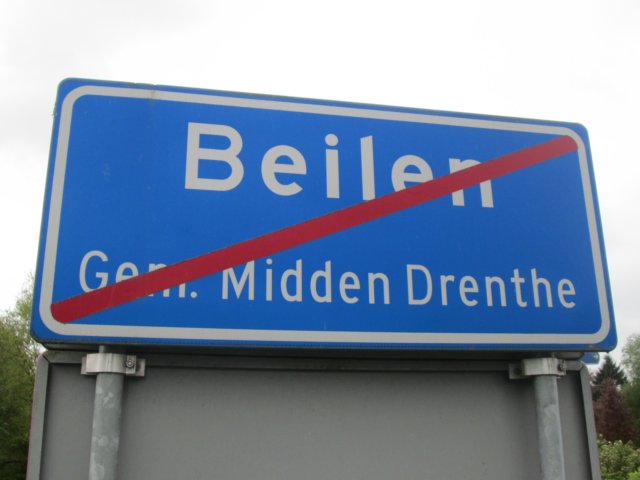 Beilen
Gem. Midden Drenthe